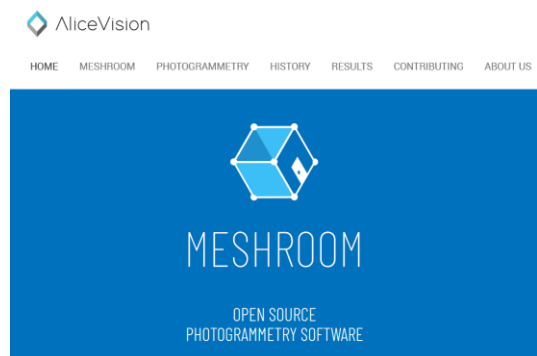 AliceVision
HOME MESHROOM PHOTOGRAMMETRY HISTORY RESULTS CONTRIBUTING ABOUT US
MESHROOM
OPEN SOURCE
PHOTOGRAMMETRY SOFTWARE